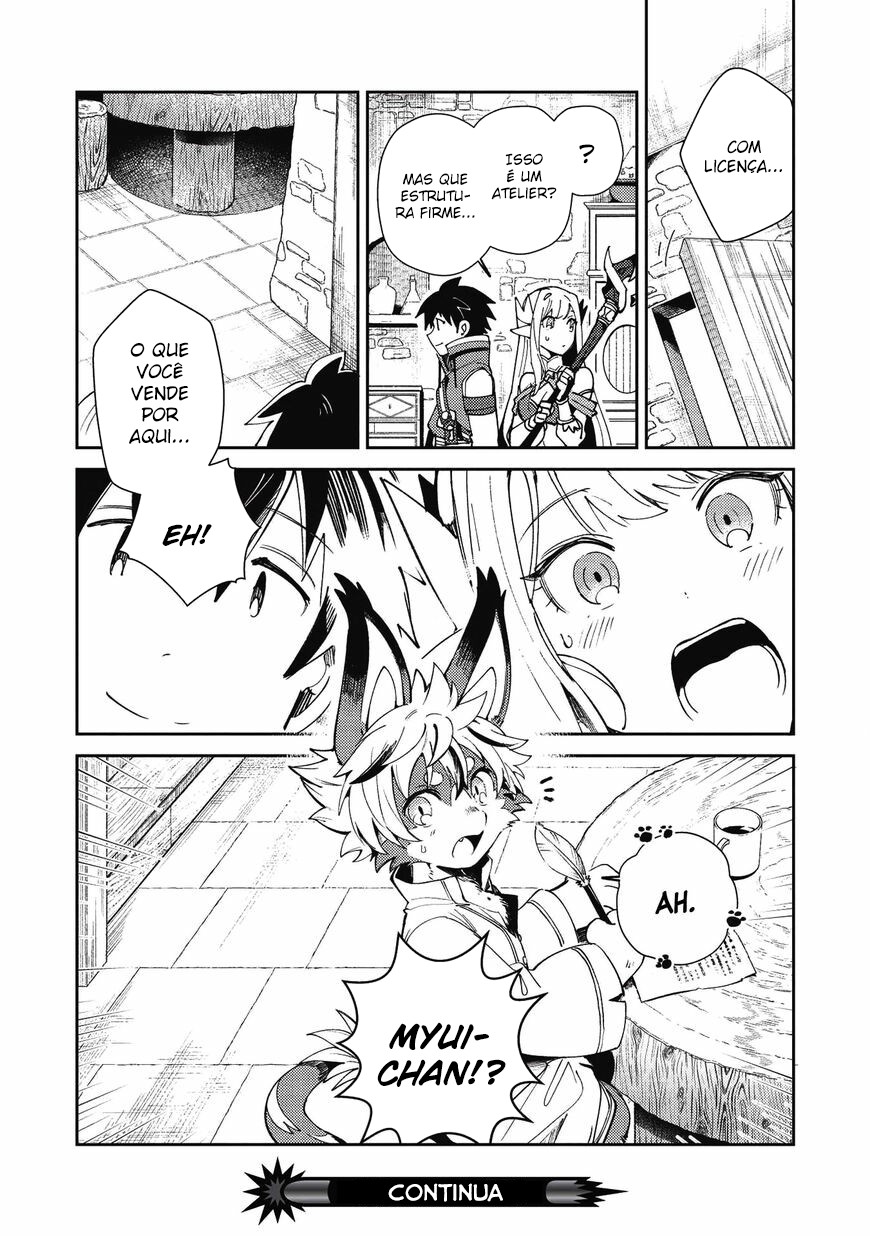 COM
LICENÇA...
?
ISSO
É UM
ATELIER?
MAS QUE
ESTRUTU-
RA FIRME...
O QUE
VOCÊ
VENDE
POR
AQUI...
EH!
AH.
MYUI-
CHAN!?
CONTINUA